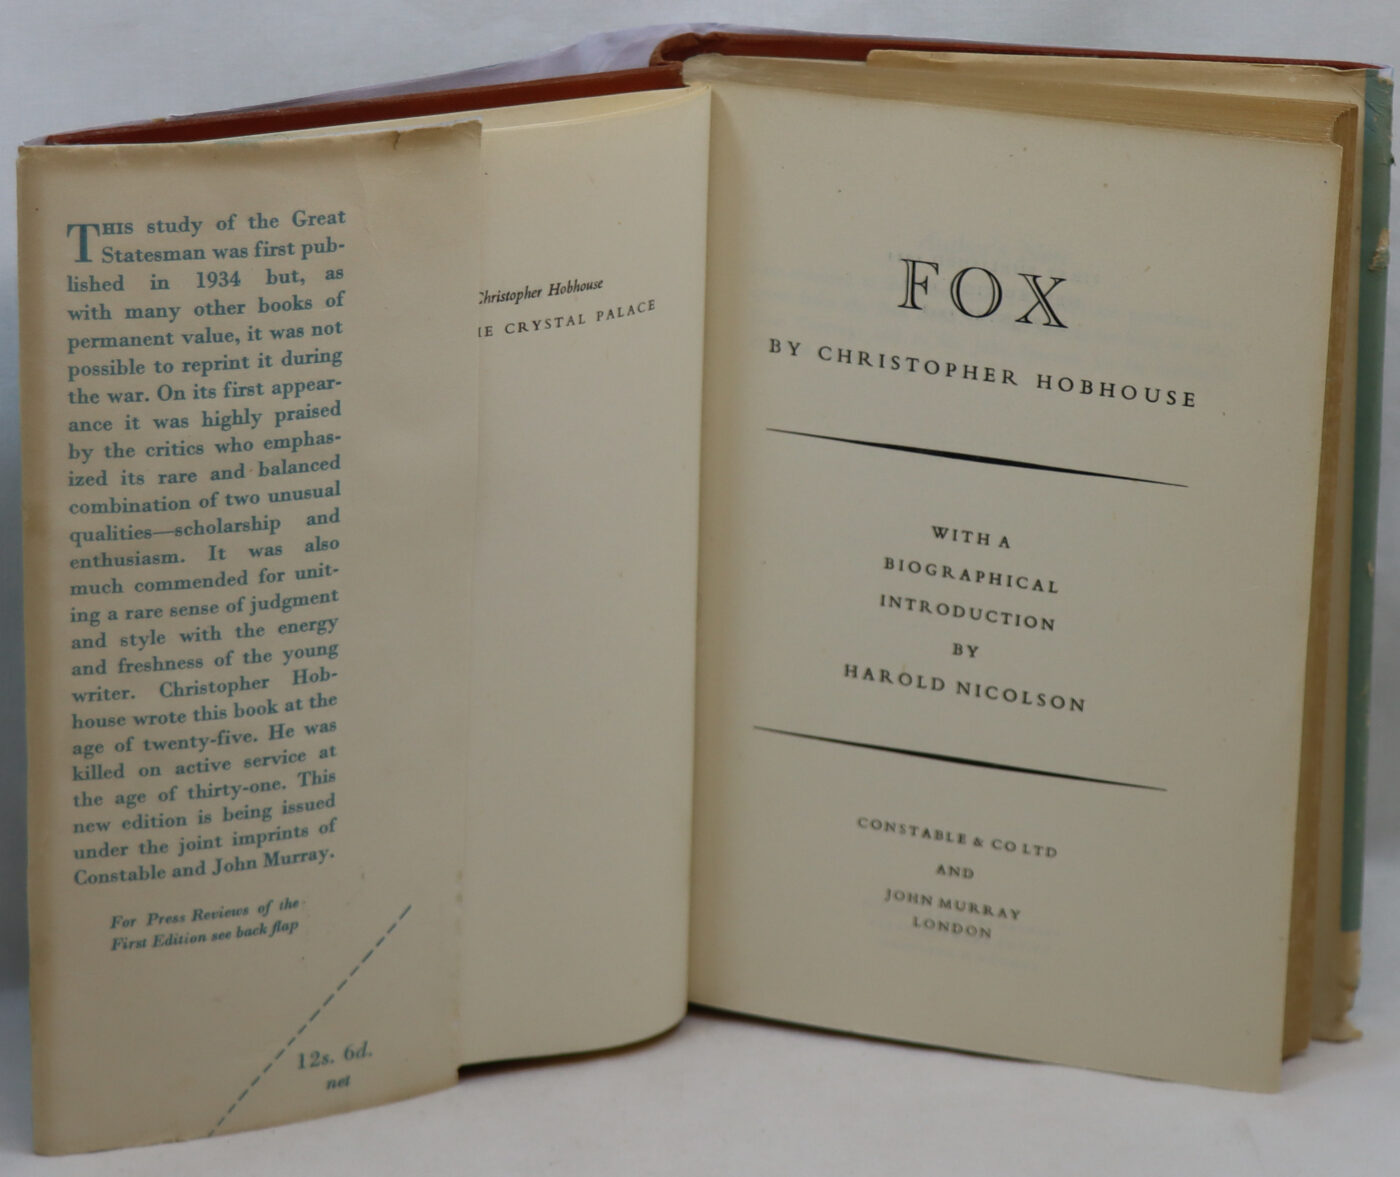 THIS study of the Great
Statesman was first pub-
lished in 1934 but, as
with many other books of
permanent value, it was not
possible to reprint it during
the war. On its first appear-
ance it was highly praised
by the critics who emphas-
ized its rare and balanced
combination of two unusual
qualities—scholarship and
enthusiasm. It was also
much commended for unit-
ing a rare sense of judgment
and style with the energy
and freshness of the young
writer. Christopher Hob-
house wrote this book at the
age of twenty-five. He was
killed on active service at
the age of thirty-one. This
new edition is being issued
under the joint imprints of
Constable and John Murray.
For Press Reviews of the
First Edition see back flap
12s. 6d.
net
Christopher Hobhouse
HE CRYSTAL PALACE
FOX
BY CHRISTOPHER HOBHOUSE
WITH A
BIOGRAPHICAL
INTRODUCTION
BY
HAROLD NICOLSON
CONSTABLE & CO LTD
AND
JOHN MURRAY
LONDON